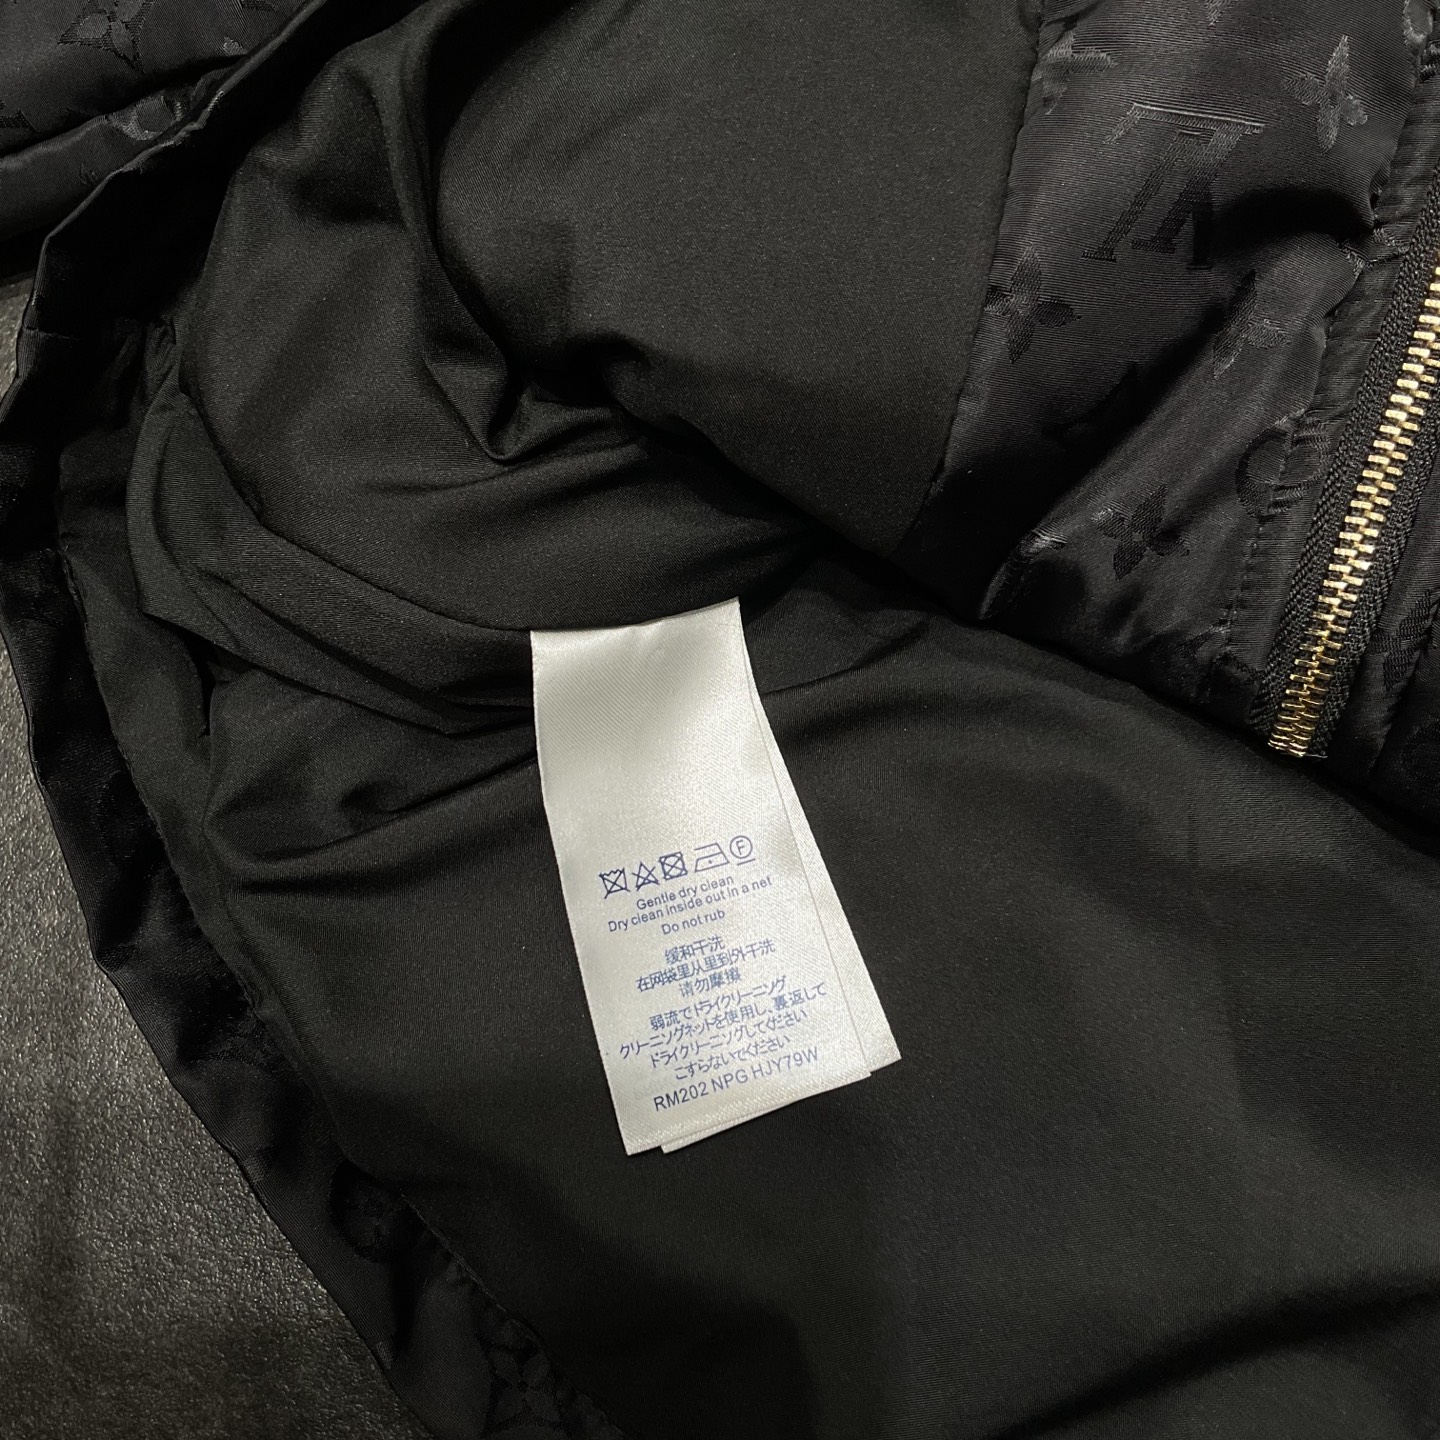 LV
F
Gentle dry clean
Dry clean inside out in a net
Do not rub
缓和干洗
在网袋里从里到外干洗
请勿摩擦
弱流でドライクリーニング
クリーニングネットを使用し、裏返して
ドライクリーニングしてください
こすらないでください
RM202 NPG HJY79W